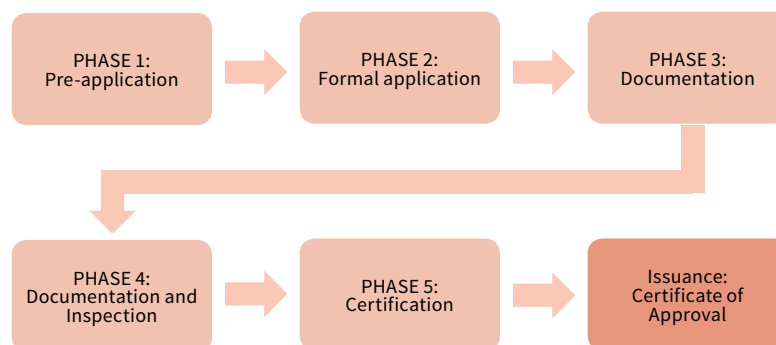 PHASE 1:
Pre-application
PHASE 2:
Formal application
PHASE 3:
Documentation
PHASE 4:
Documentation and
Inspection
PHASE 5:
Certification
Issuance:
Certificate of
Approval